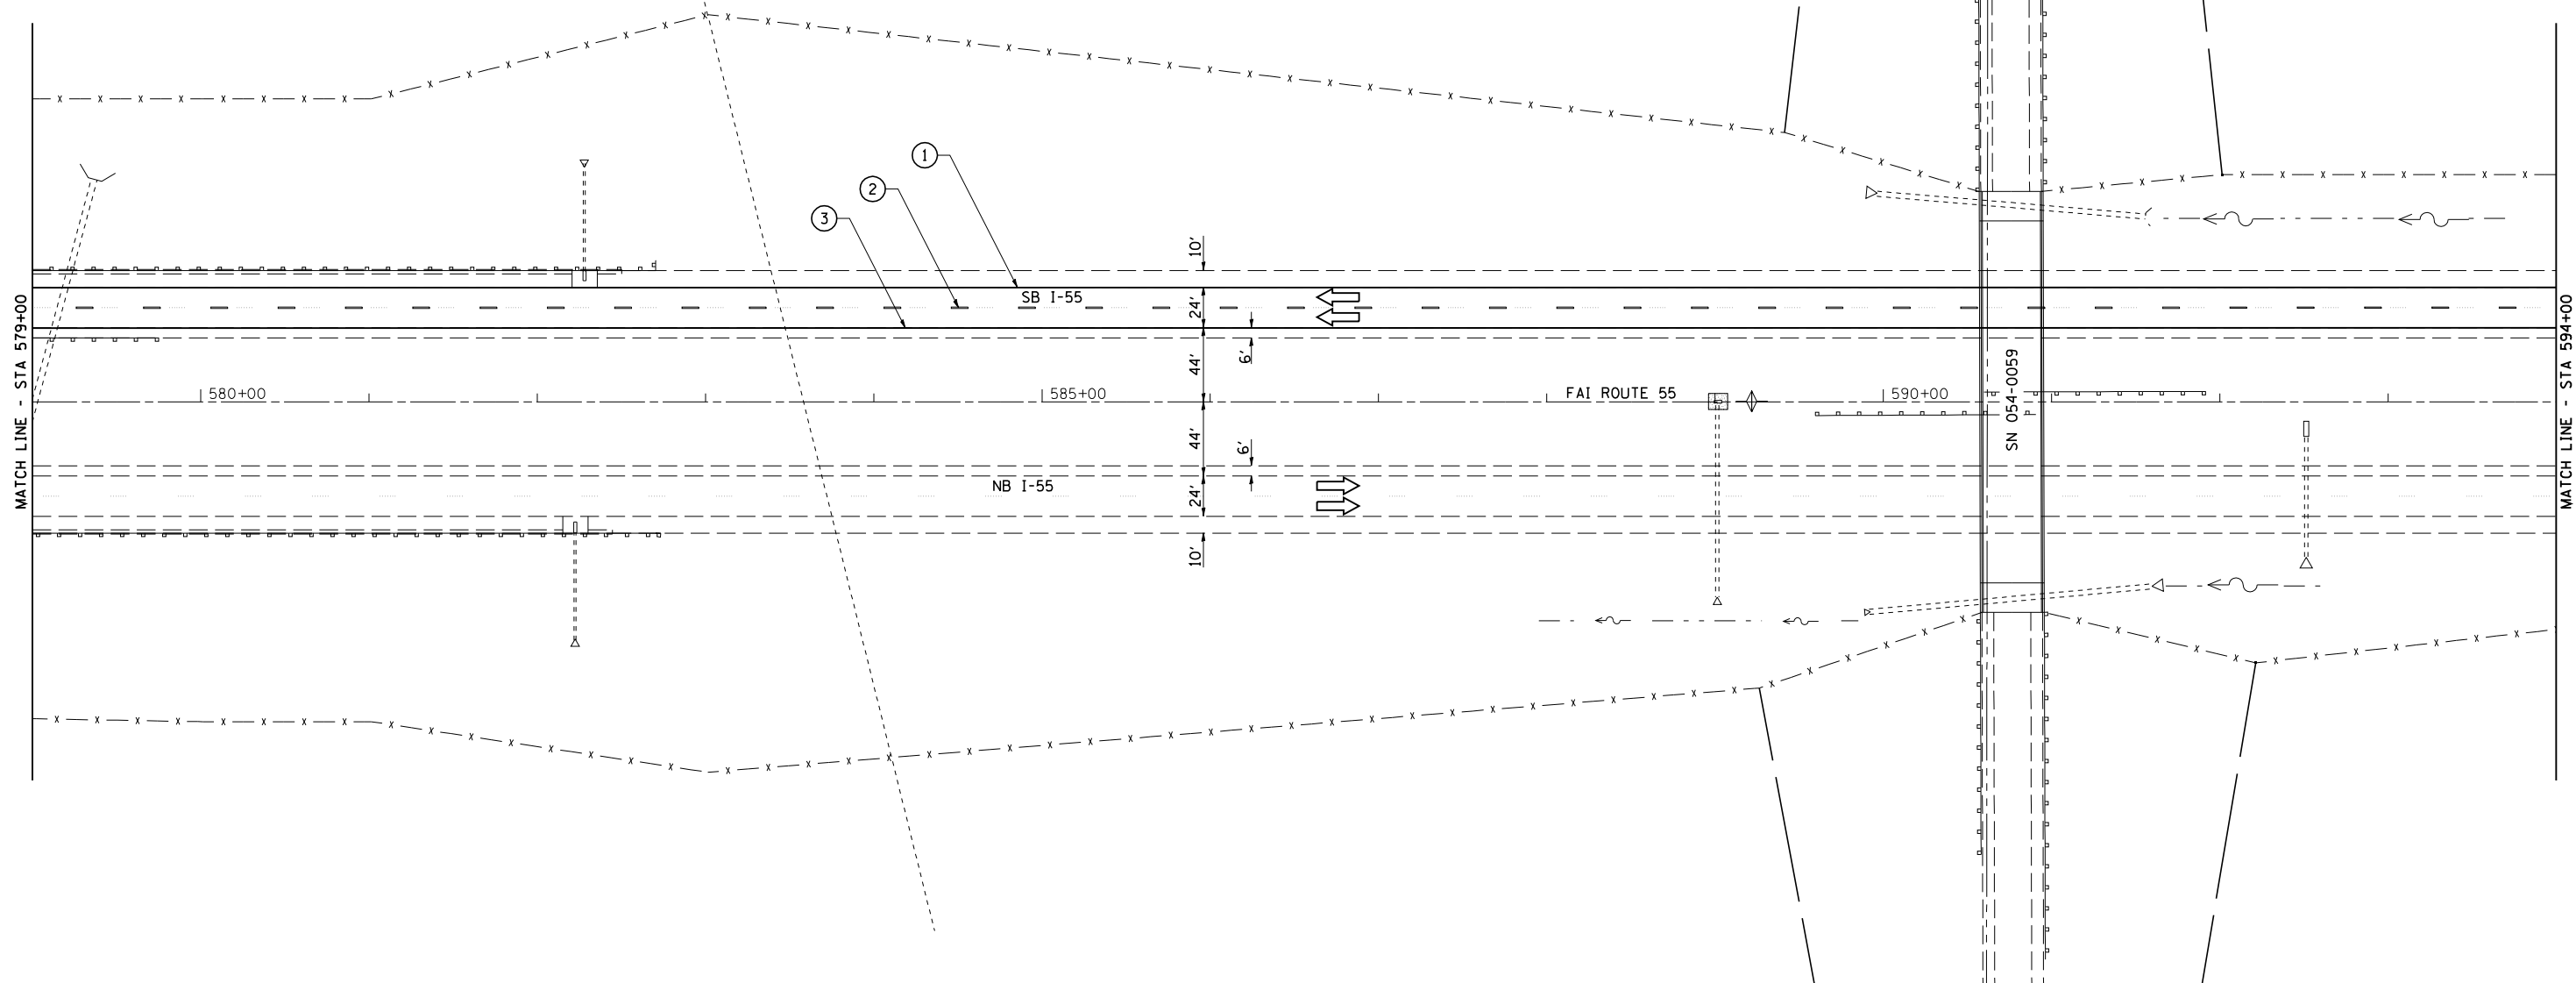 1
2
3
10'
SB I-55
24'
6'
44'
MATCH LINE - STA 579+00
MATCH LINE - STA 594+00
580+00
585+00
FAI ROUTE 55
590+00
SN 054-0059
44'
6'
NB I-55
24'
10'